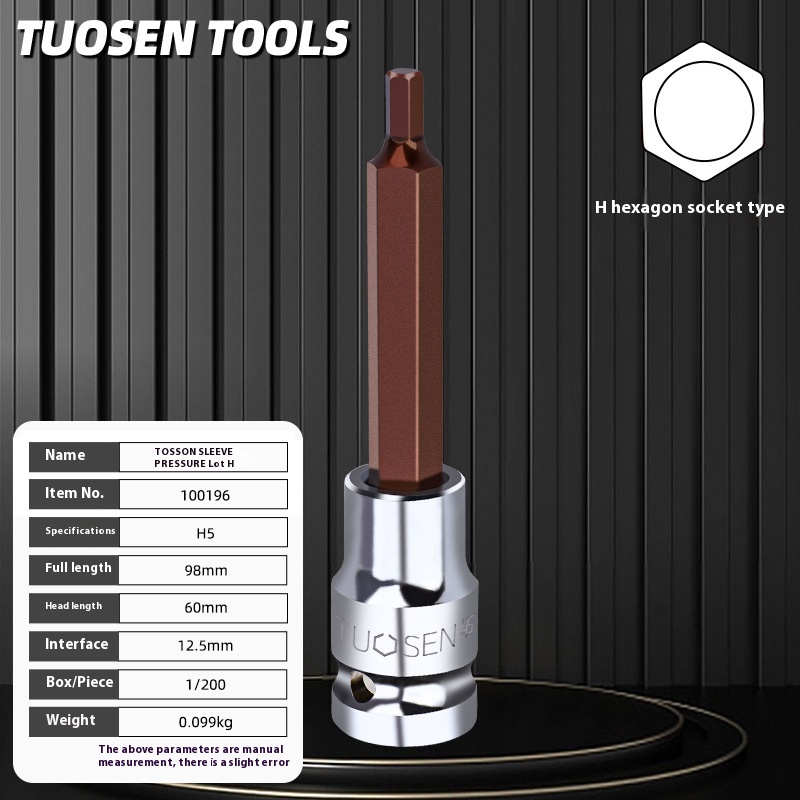 TUOSEN TOOLS
H hexagon socket type
TUOSEN
Name
TOSSON SLEEVE
PRESSURE Lot H
Item No.
100196
Specifications
H5
Full length
98mm
Head length
60mm
Interface
12.5mm
Box/Piece
1/200
Weight
0.099kg
The above parameters are manual
measurement, there is a slight error